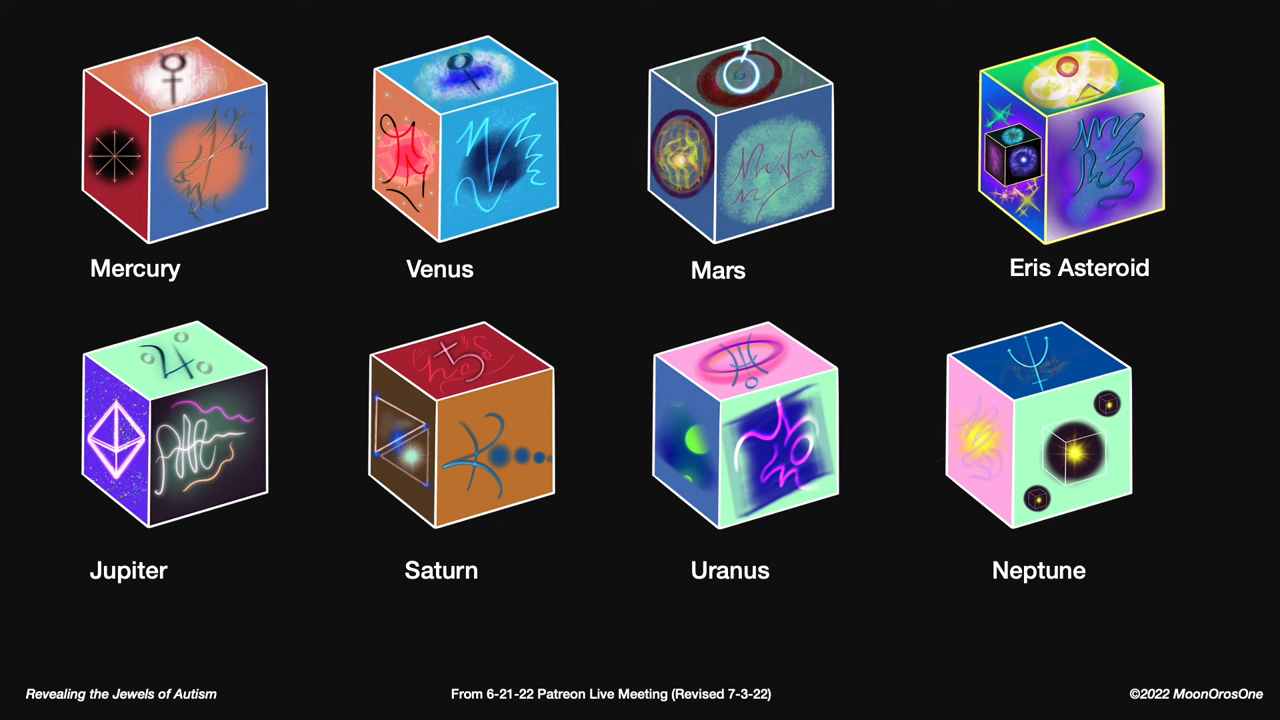 Mercury
Venus
Mars
Eris Asteroid
Jupiter
Saturn
Uranus
Neptune
Revealing the Jewels of Autism
From 6-21-22 Patreon Live Meeting (Revised 7-3-22)
©2022 MoonOrosOne